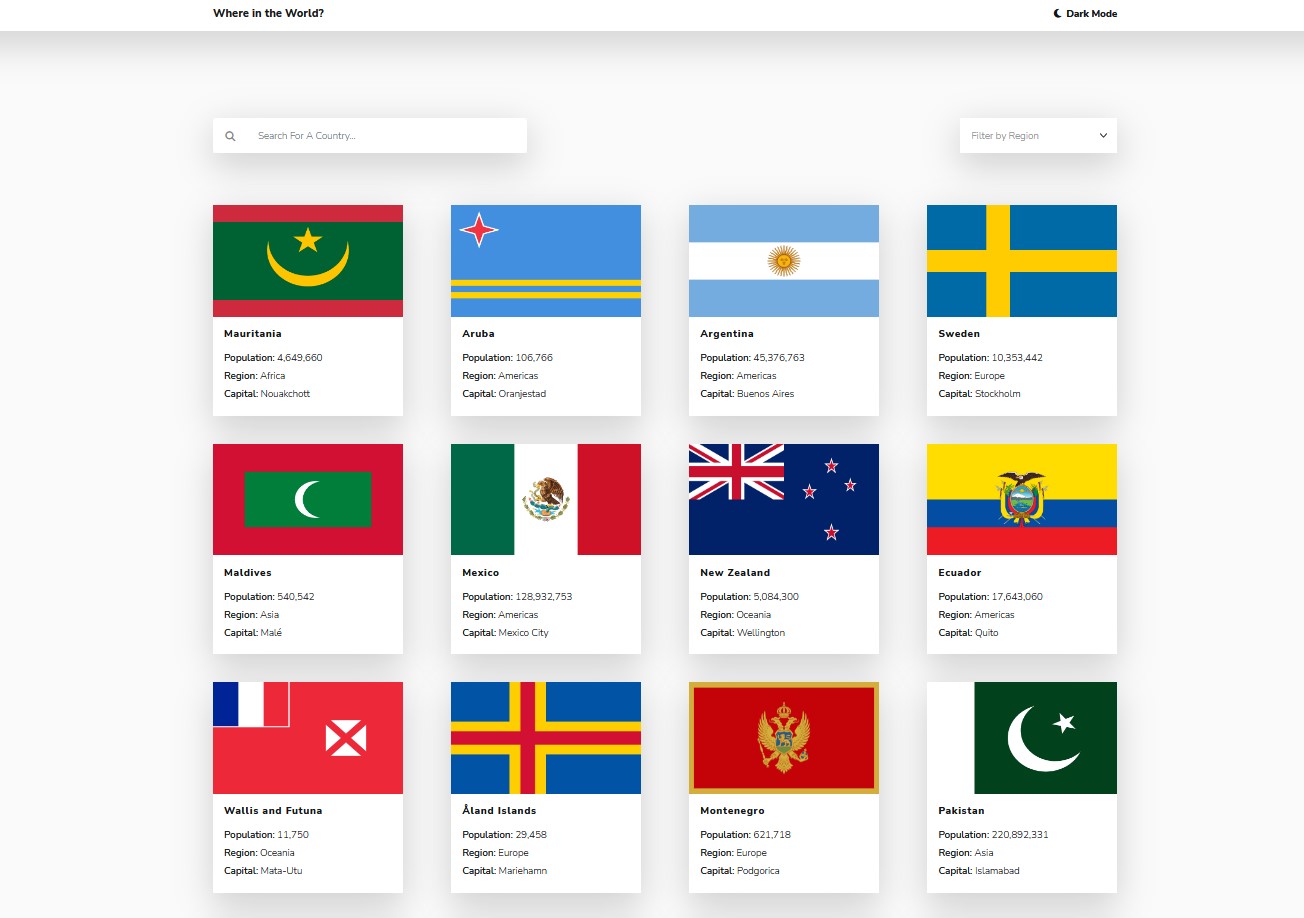 Where in the World?
Dark Mode
Search For A Country...
Filter by Region
Mauritania
Population: 4,649,660
Region: Africa
Capital: Nouakchott
Aruba
Population: 106,766
Region: Americas
Capital: Oranjestad
Argentina
Population: 45,376,763
Region: Americas
Capital: Buenos Aires
Sweden
Population: 10,353,442
Region: Europe
Capital: Stockholm
Maldives
Population: 540,542
Region: Asia
Capital: Malé
Mexico
Population: 128,932,753
Region: Americas
Capital: Mexico City
New Zealand
Population: 5,084,300
Region: Oceania
Capital: Wellington
Ecuador
Population: 17,643,060
Region: Americas
Capital: Quito
Wallis and Futuna
Population: 11,750
Region: Oceania
Capital: Mata-Utu
Åland Islands
Population: 29,458
Region: Europe
Capital: Mariehamn
Montenegro
Population: 621,718
Region: Europe
Capital: Podgorica
Pakistan
Population: 220,892,331
Region: Asia
Capital: Islamabad